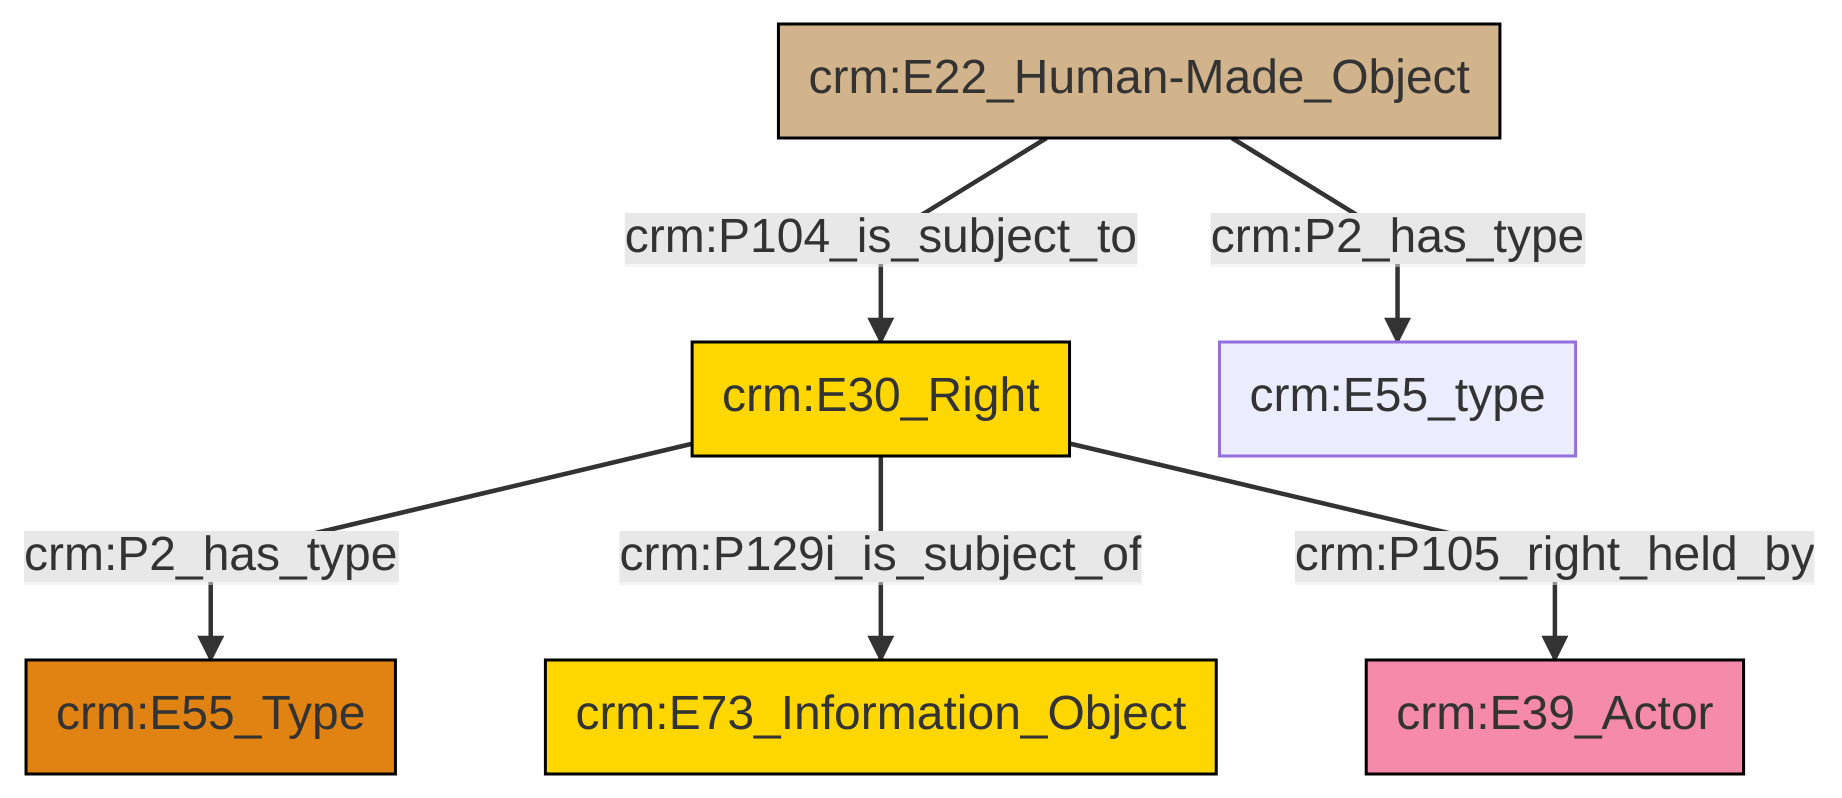 crm:E22_Human-Made_Object
crm:P104_is_subject_to
crm:P2_has_type
crm:E30_Right
crm:E55_type
crm:P2_has_type
crm:P129i_is_subject_of
crm:P105_right_held_by
crm:E55_Type
crm:E73_Information_Object
crm:E39_Actor